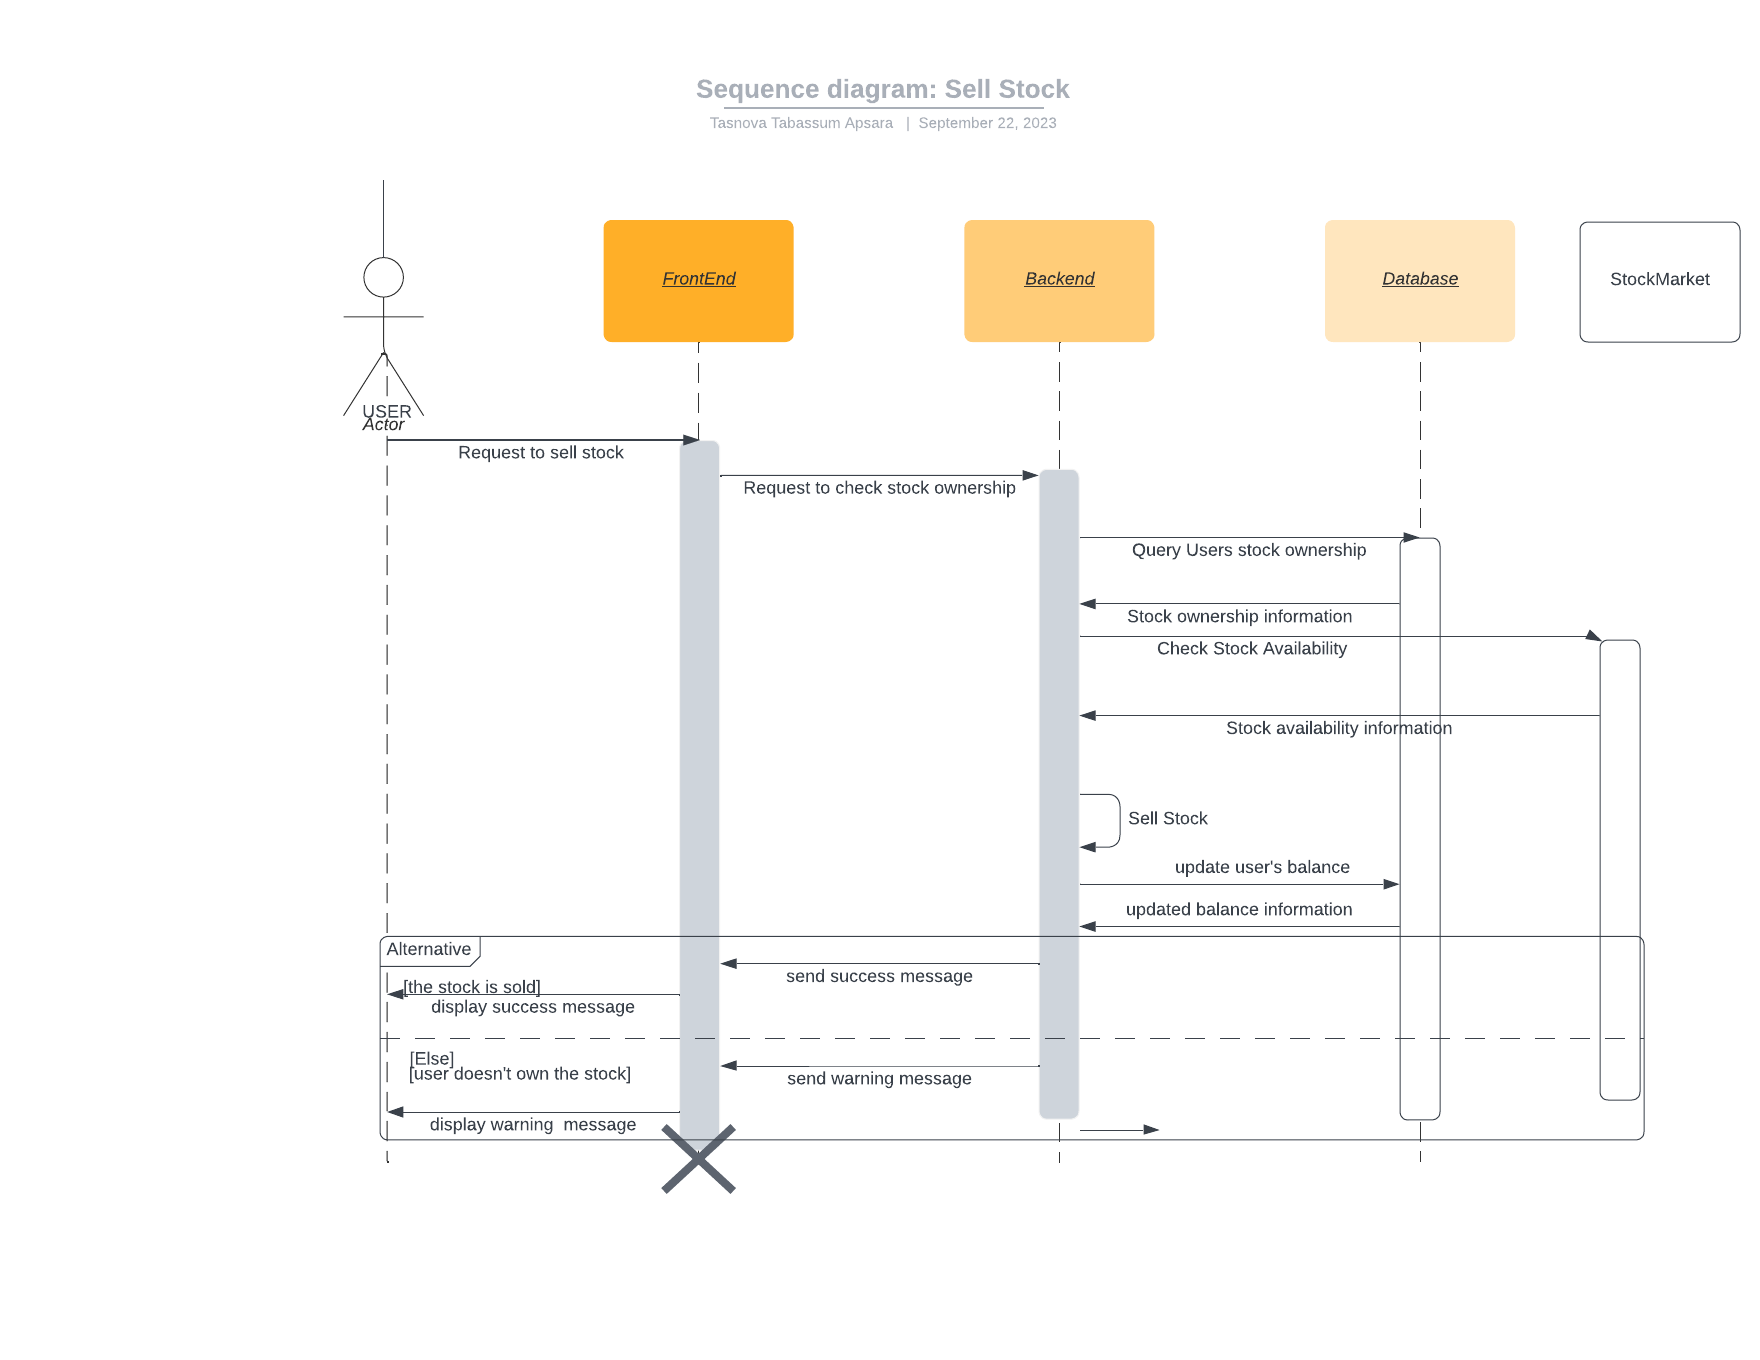 Sequence diagram: Sell Stock
Tasnova Tabassum Apsara | September 22, 2023
FrontEnd
Backend
Database
StockMarket
USER
Actor
Request to sell stock
Request to check stock ownership
Query Users stock ownership
Stock ownership information
Check Stock Availability
Stock availability information
Sell Stock
update user's balance
updated balance information
Alternative
send success message
[the stock is sold]
display success message
[Else]
[user doesn't own the stock]
send warning message
display warning  message